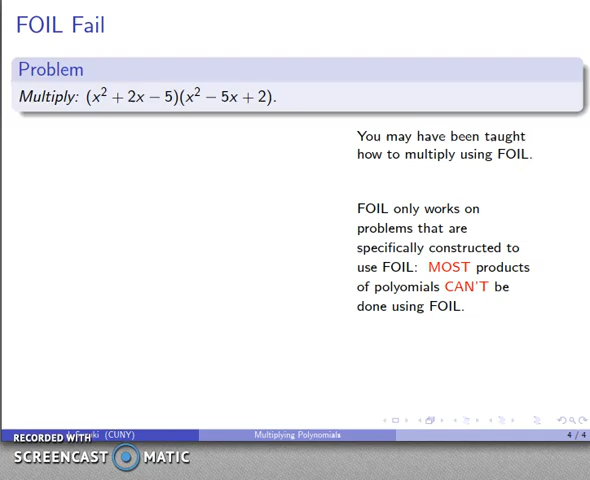 FOIL Fail
Problem
Multiply: (x² + 2x − 5)(x² − 5x + 2).
You may have been taught
how to multiply using FOIL.
FOIL only works on
problems that are
specifically constructed to
use FOIL: MOST products
of polyomials CAN'T be
done using FOIL.
(CUNY) Multiplying Polynomials 4 / 4
RECORDED WITH
SCREENCAST MATIC